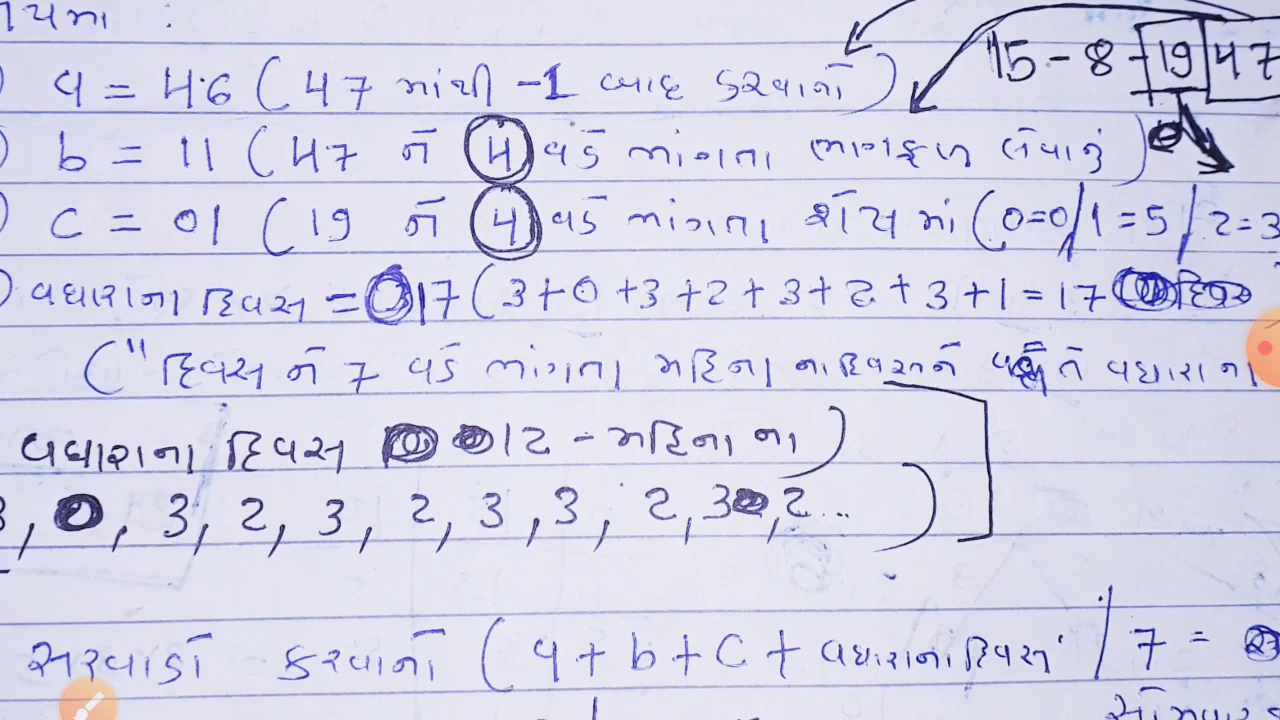 યમા :
15-8-19 47
a = 46 ( 47 માંથી -1 બાદ કરવાનો )
b = 11 ( 47 ને 4 વડે ભાંગતા ભાગફળ લેવાનું )
c = 01 ( 19 ને 4 વડે ભાંગતા શેષ માં (0=0/1=5/2=3
વધારાના દિવસ = 17 ( 3+0+3+2+3+2+3+1=17
(" દિવસ ને 7 વડે ભાંગતા મહિના ના દિવસને તે વધારાના
વધારાના દિવસ 12 - મહિના ના )
3, 0, 3, 2, 3, 2, 3, 3, 2, 3, 2... )
સરવાળો કરવાનો ( a + b + c + વધારાના દિવસ / 7 =
સોમવાર